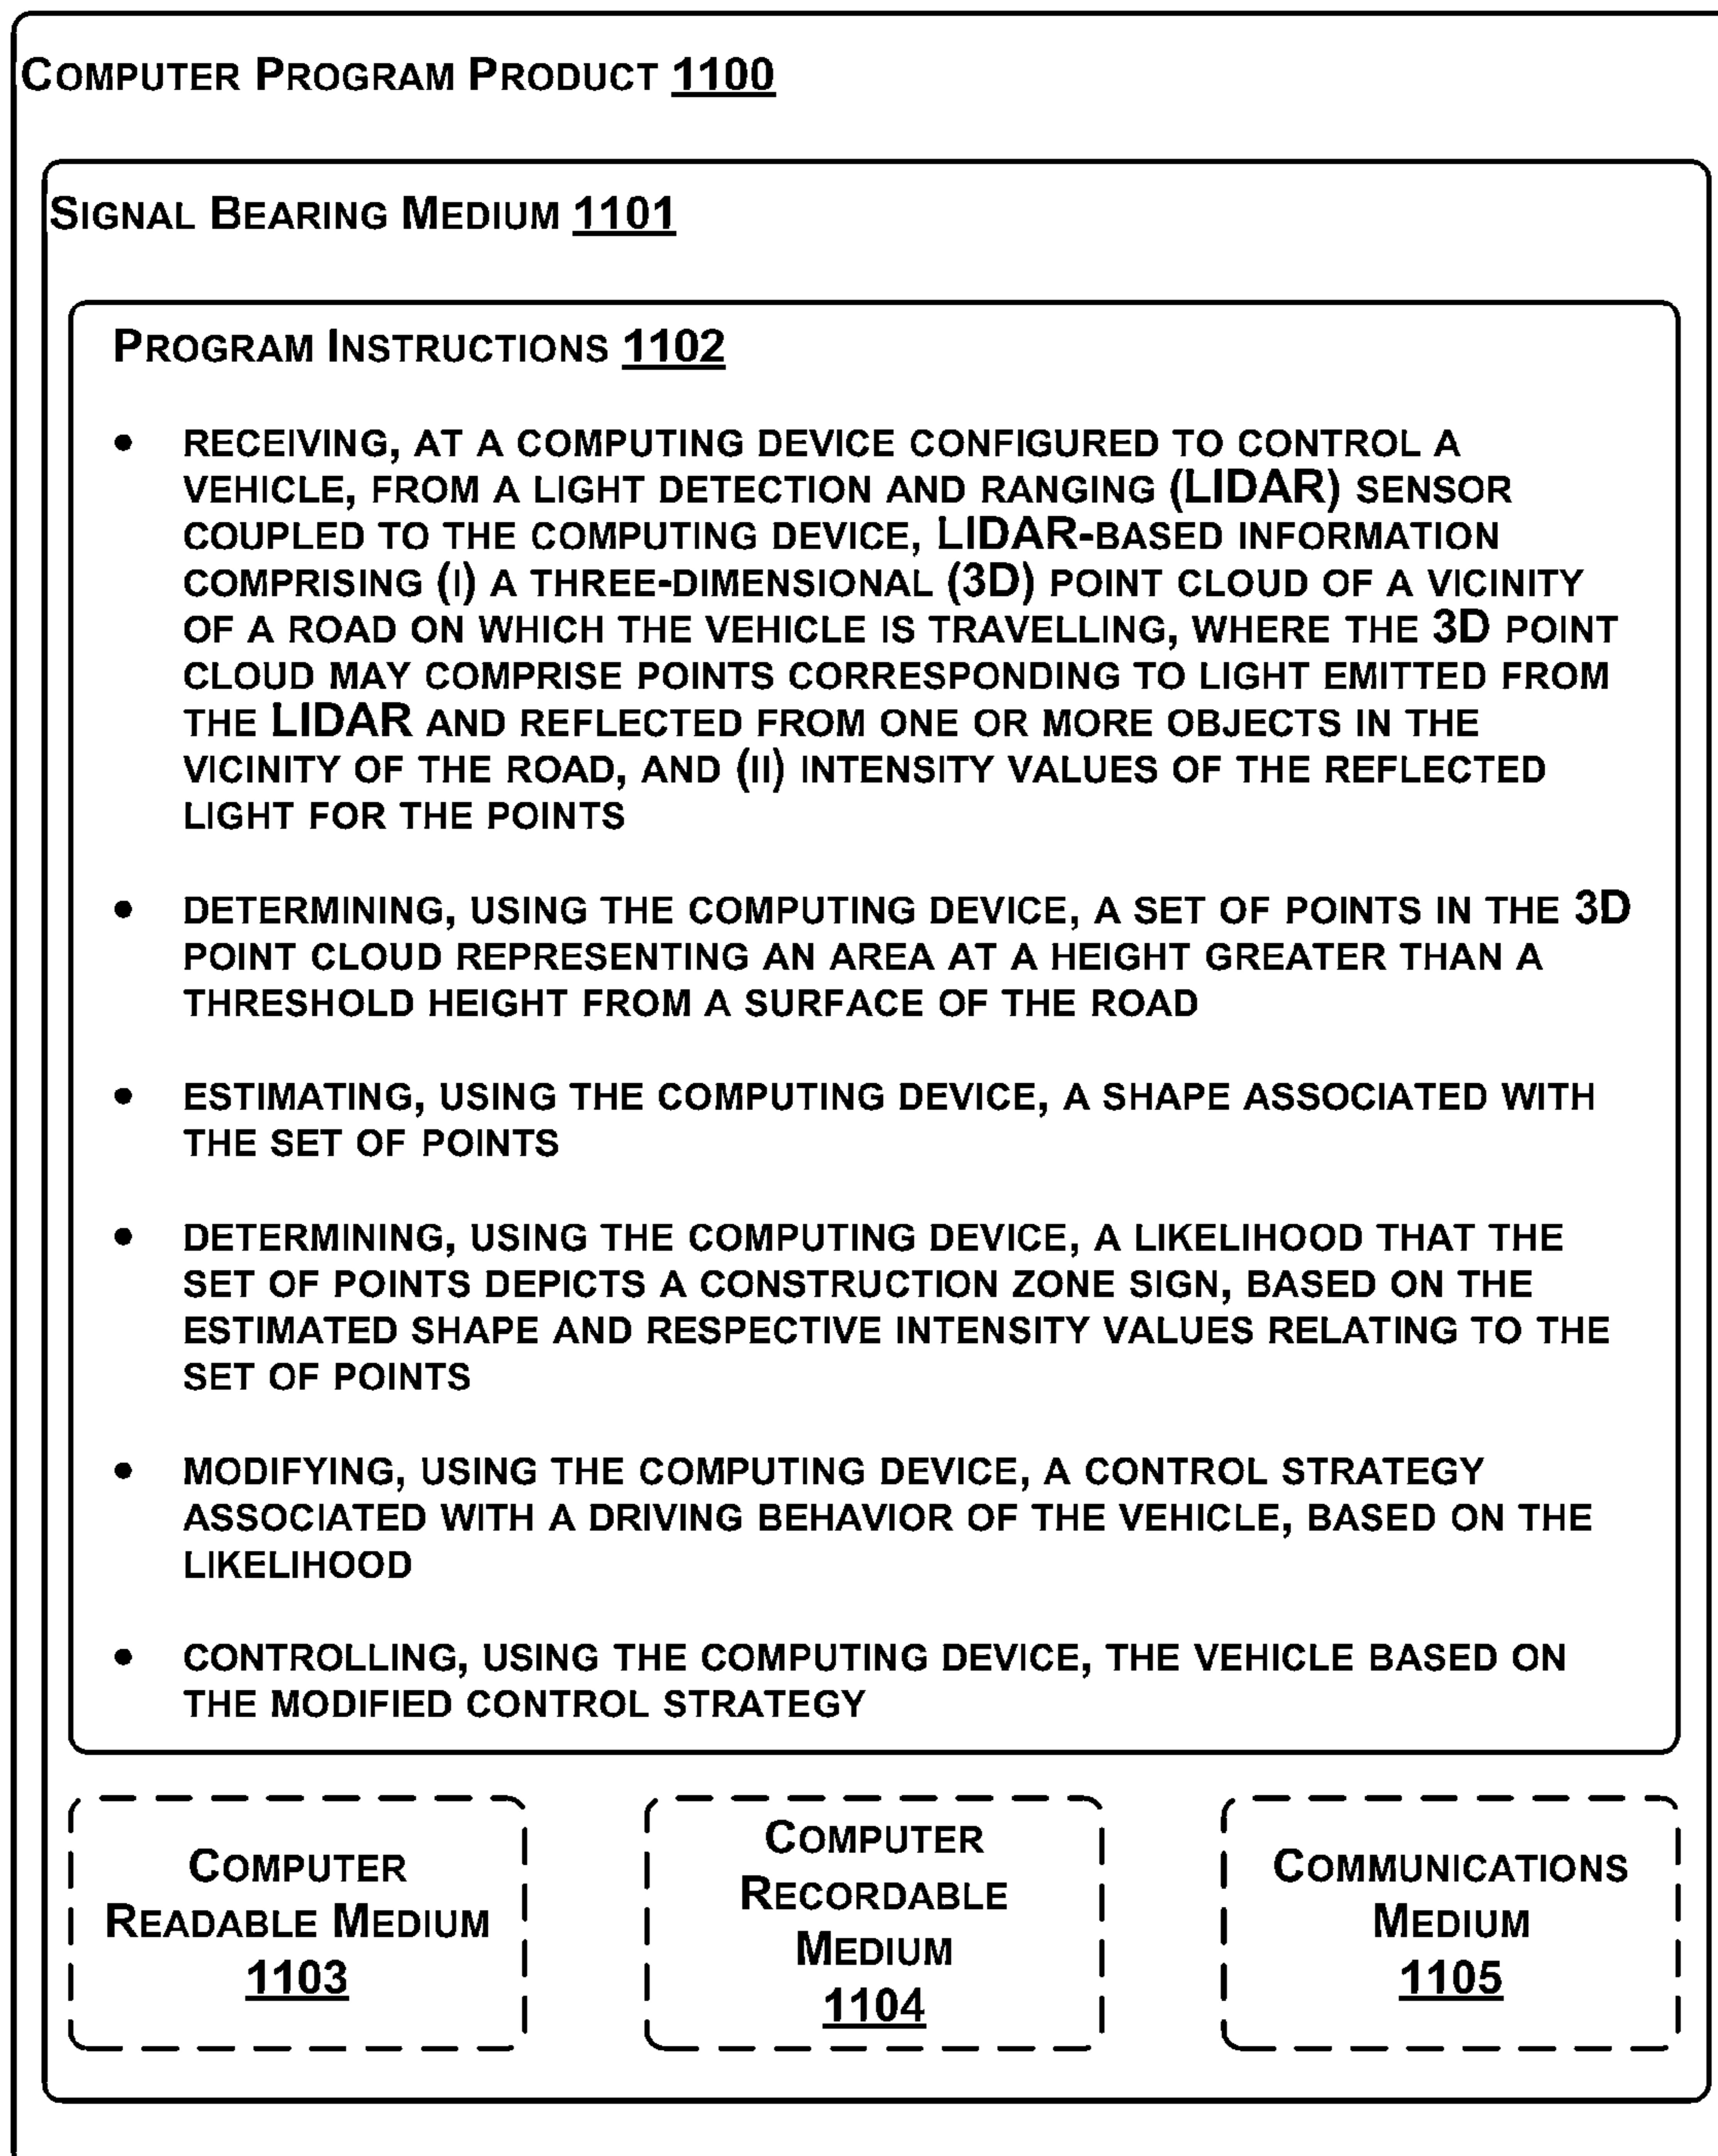 COMPUTER PROGRAM PRODUCT 1100
SIGNAL BEARING MEDIUM 1101
PROGRAM INSTRUCTIONS 1102
• RECEIVING, AT A COMPUTING DEVICE CONFIGURED TO CONTROL A
VEHICLE, FROM A LIGHT DETECTION AND RANGING (LIDAR) SENSOR
COUPLED TO THE COMPUTING DEVICE, LIDAR-BASED INFORMATION
COMPRISING (I) A THREE-DIMENSIONAL (3D) POINT CLOUD OF A VICINITY
OF A ROAD ON WHICH THE VEHICLE IS TRAVELLING, WHERE THE 3D POINT
CLOUD MAY COMPRISE POINTS CORRESPONDING TO LIGHT EMITTED FROM
THE LIDAR AND REFLECTED FROM ONE OR MORE OBJECTS IN THE
VICINITY OF THE ROAD, AND (II) INTENSITY VALUES OF THE REFLECTED
LIGHT FOR THE POINTS
• DETERMINING, USING THE COMPUTING DEVICE, A SET OF POINTS IN THE 3D
POINT CLOUD REPRESENTING AN AREA AT A HEIGHT GREATER THAN A
THRESHOLD HEIGHT FROM A SURFACE OF THE ROAD
• ESTIMATING, USING THE COMPUTING DEVICE, A SHAPE ASSOCIATED WITH
THE SET OF POINTS
• DETERMINING, USING THE COMPUTING DEVICE, A LIKELIHOOD THAT THE
SET OF POINTS DEPICTS A CONSTRUCTION ZONE SIGN, BASED ON THE
ESTIMATED SHAPE AND RESPECTIVE INTENSITY VALUES RELATING TO THE
SET OF POINTS
• MODIFYING, USING THE COMPUTING DEVICE, A CONTROL STRATEGY
ASSOCIATED WITH A DRIVING BEHAVIOR OF THE VEHICLE, BASED ON THE
LIKELIHOOD
• CONTROLLING, USING THE COMPUTING DEVICE, THE VEHICLE BASED ON
THE MODIFIED CONTROL STRATEGY
COMPUTER
READABLE MEDIUM
1103
COMPUTER
RECORDABLE
MEDIUM
1104
COMMUNICATIONS
MEDIUM
1105